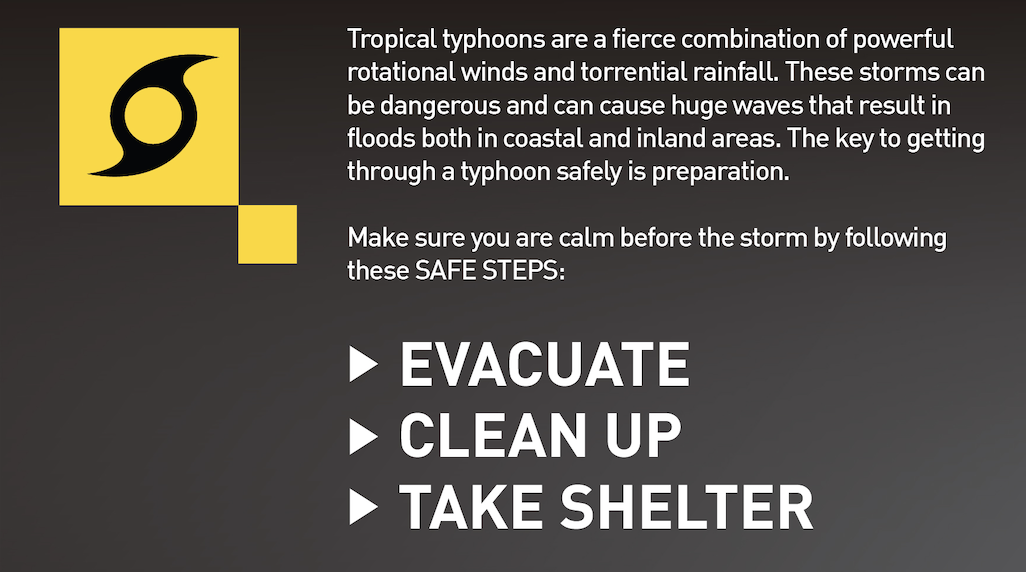 Tropical typhoons are a fierce combination of powerful
rotational winds and torrential rainfall. These storms can
be dangerous and can cause huge waves that result in
floods both in coastal and inland areas. The key to getting
through a typhoon safely is preparation.
Make sure you are calm before the storm by following
these SAFE STEPS:
EVACUATE
CLEAN UP
TAKE SHELTER